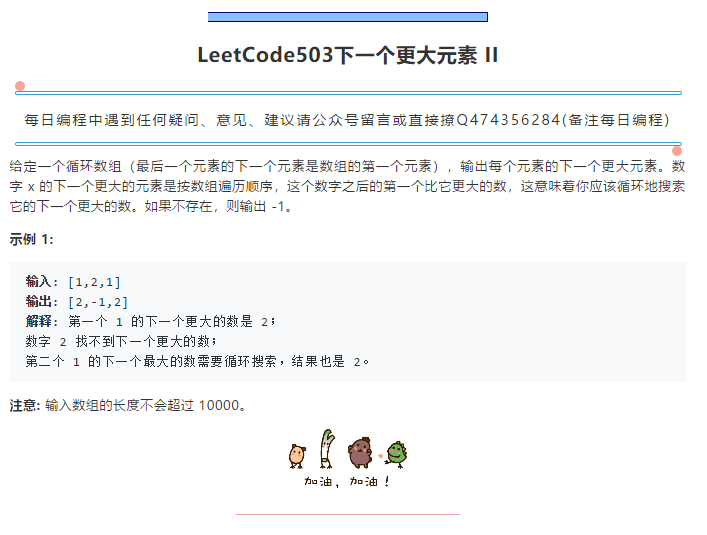 LeetCode503下一个更大元素 II
每日编程中遇到任何疑问、意见、建议请公众号留言或直接撩Q474356284(备注每日编程)
给定一个循环数组（最后一个元素的下一个元素是数组的第一个元素），输出每个元素的下一个更大元素。数
字 x 的下一个更大的元素是按数组遍历顺序，这个数字之后的第一个比它更大的数，这意味着你应该循环地搜索
它的下一个更大的数。如果不存在，则输出 -1。
示例 1:
输入: [1,2,1]
输出: [2,-1,2]
解释: 第一个 1 的下一个更大的数是 2；
数字 2 找不到下一个更大的数；
第二个 1 的下一个最大的数需要循环搜索，结果也是 2。
注意: 输入数组的长度不会超过 10000。
加油，加油！